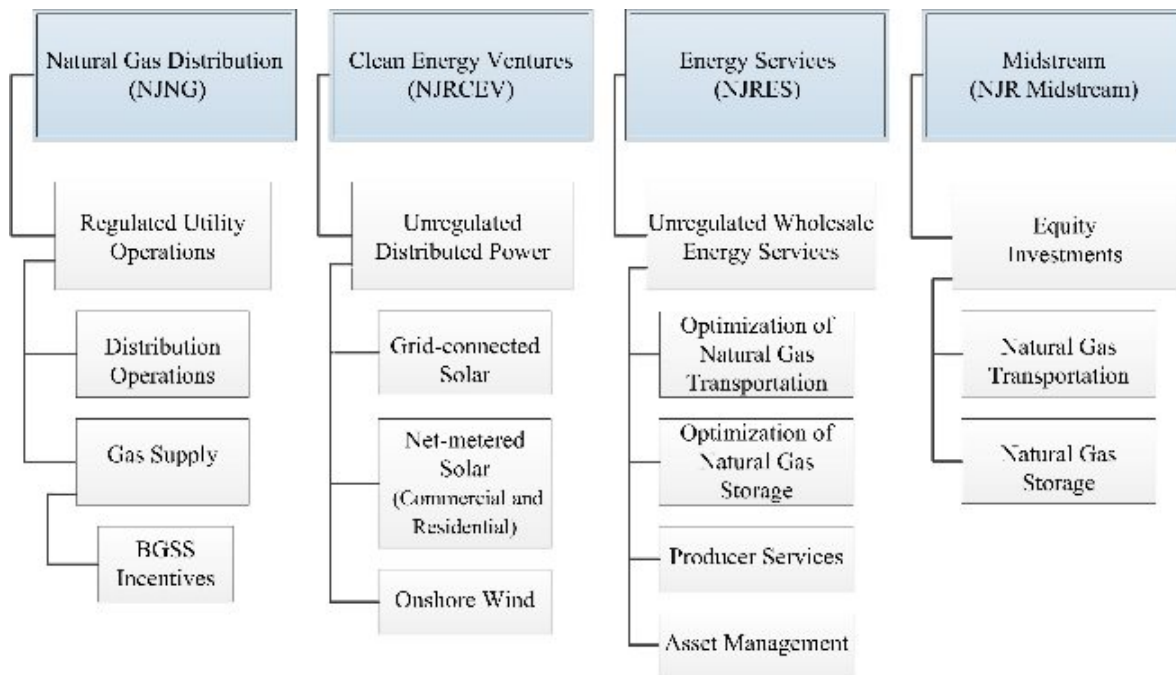 Natural Gas Distribution
(NJNG)
Regulated Utility
Operations
Distribution
Operations
Gas Supply
BGSS
Incentives
Clean Energy Ventures
(NJRCEV)
Unregulated
Distributed Power
Grid-connected
Solar
Net-metered
Solar
(Commercial and
Residential)
Onshore Wind
Energy Services
(NJRES)
Unregulated Wholesale
Energy Services
Optimization of
Natural Gas
Transportation
Optimization of
Natural Gas
Storage
Producer Services
Asset Management
Midstream
(NJR Midstream)
Equity
Investments
Natural Gas
Transportation
Natural Gas
Storage